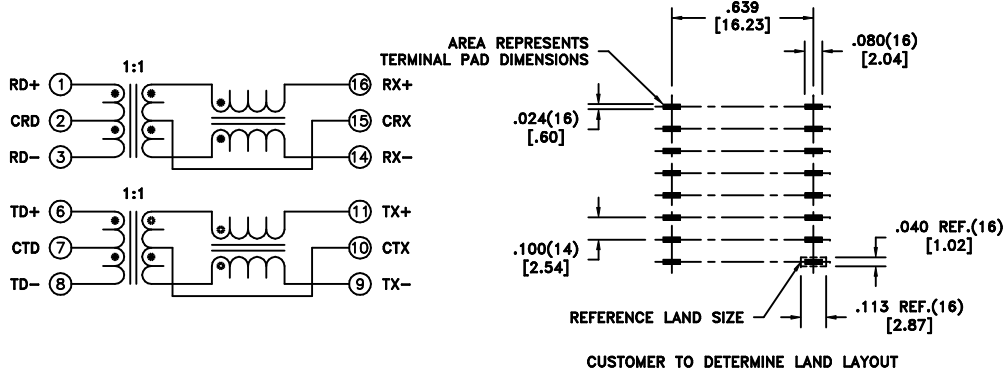 1:1
RD+ 1
CRD 2
RD- 3
16 RX+
15 CRX
14 RX-
1:1
TD+ 6
CTD 7
TD- 8
11 TX+
10 CTX
9 TX-
.639
[16.23]
AREA REPRESENTS
TERMINAL PAD DIMENSIONS
.080(16)
[2.04]
.024(16)
[.60]
.100(14)
[2.54]
.040 REF.(16)
[1.02]
REFERENCE LAND SIZE
.113 REF.(16)
[2.87]
CUSTOMER TO DETERMINE LAND LAYOUT